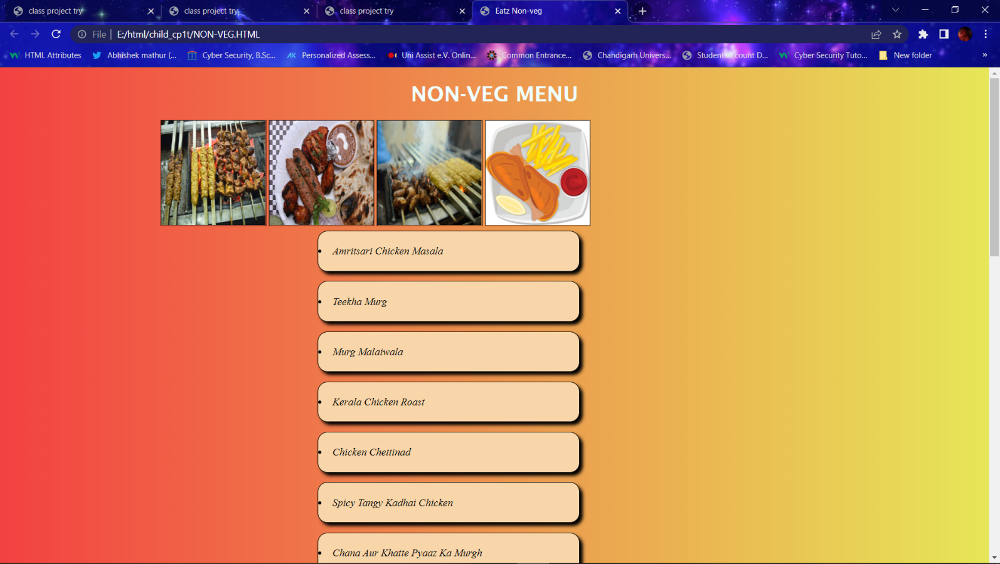 class project try
class project try
class project try
Eatz Non-veg
File
E:/html/child_cp1t/NON-VEG.HTML
HTML Attributes
Abhishek mathur (...
Cyber Security, B.Sc...
AK Personalized Assess...
Uni Assist e.V. Onlin...
Common Entrance...
Chandigarh Univers...
Student Account D...
Cyber Security Tuto...
New folder
»
NON-VEG MENU
Amritsari Chicken Masala
Teekha Murg
Murg Malaiwala
Kerala Chicken Roast
Chicken Chettinad
Spicy Tangy Kadhai Chicken
Chana Aur Khatte Pyaaz Ka Murgh